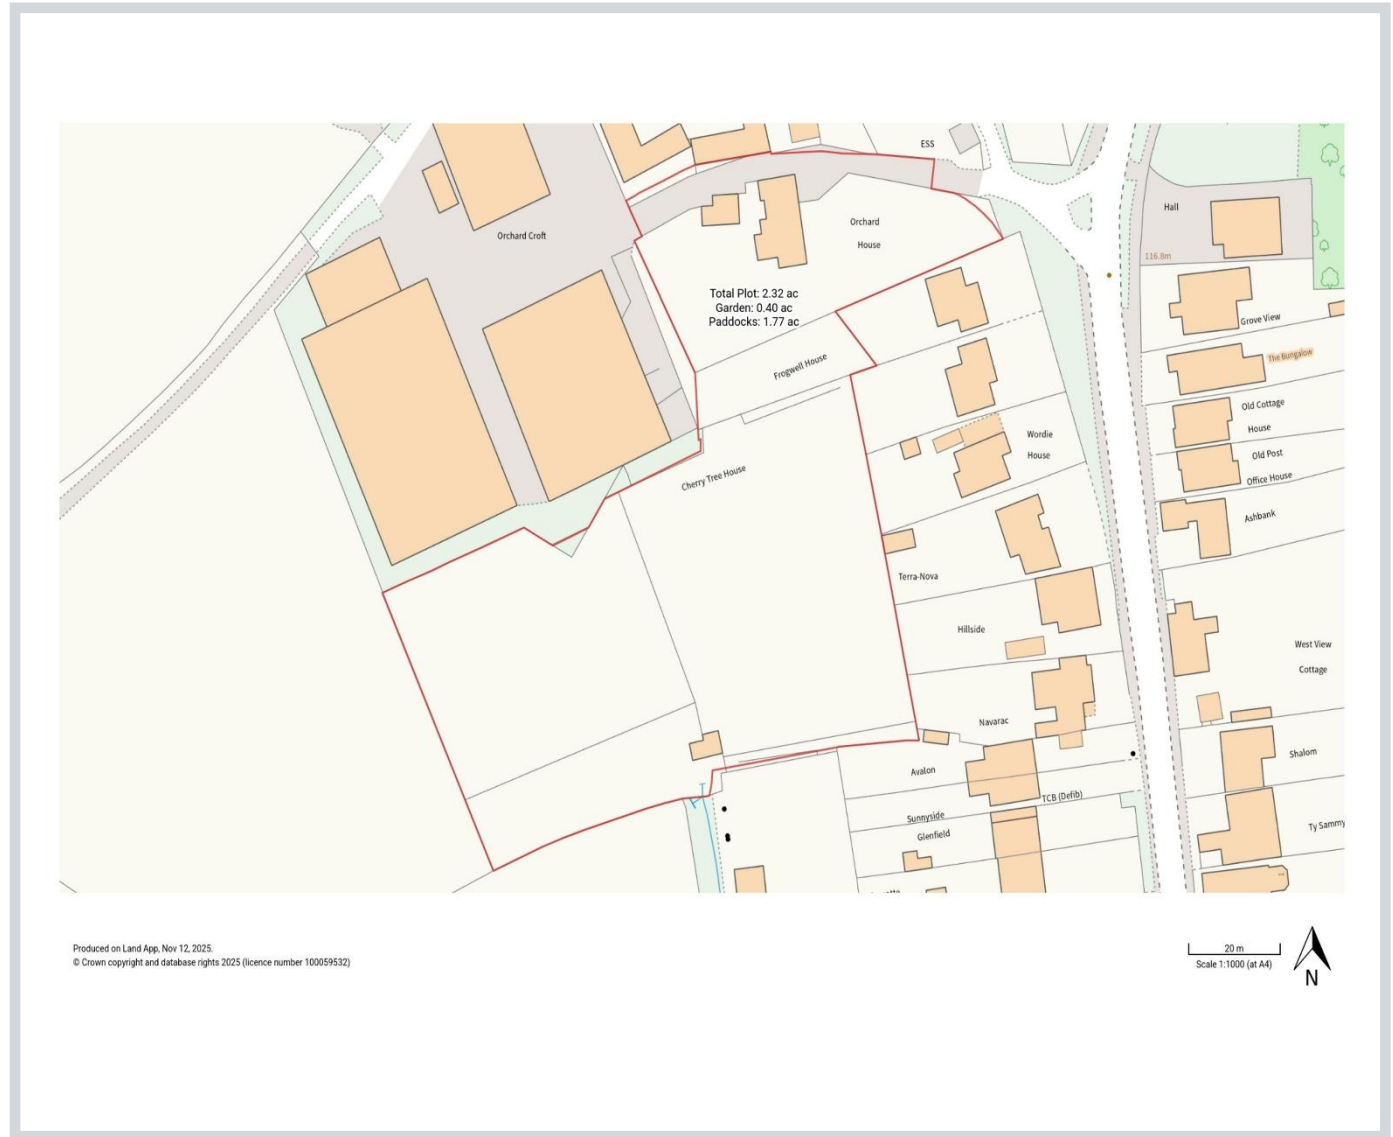 ESS
Hall
Orchard
House
Orchard Croft
116.8m
Total Plot: 2.32 ac
Garden: 0.40 ac
Paddocks: 1.77 ac
Grove View
The Bungalow
Frogwell House
Old Cottage
House
Wordie
House
Old Post
Office House
Cherry Tree House
Ashbank
Terra-Nova
Hillside
West View
Cottage
Navarac
Shalom
Avalon
TCB (Defib)
Sunnyside
Glenfield
Ty Sammy
Produced on Land App, Nov 12, 2025.
© Crown copyright and database rights 2025 (licence number 100059532)
20 m
Scale 1:1000 (at A4)
N